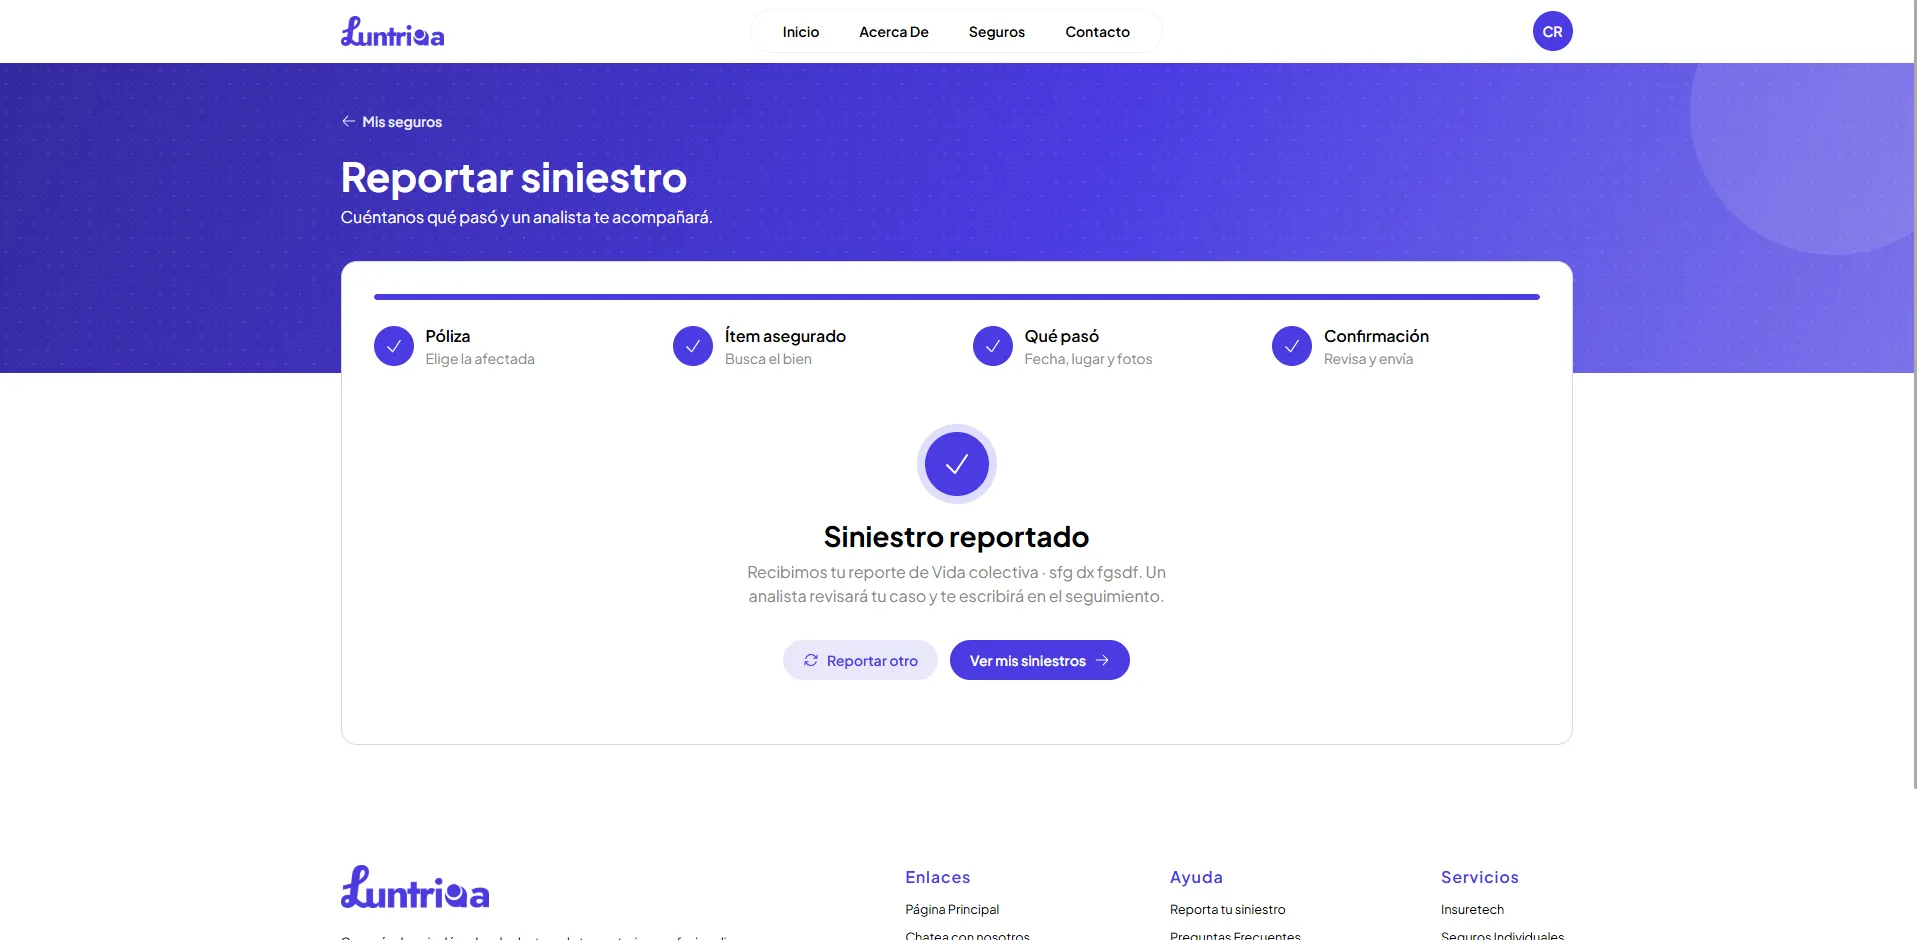 Luntria
Inicio
Acerca De
Seguros
Contacto
CR
Mis seguros
Reportar siniestro
Cuéntanos qué pasó y un analista te acompañará.
Póliza
Elige la afectada
Ítem asegurado
Busca el bien
Qué pasó
Fecha, lugar y fotos
Confirmación
Revisa y envía
Siniestro reportado
Recibimos tu reporte de Vida colectiva · sfg dx fgsdf. Un
analista revisará tu caso y te escribirá en el seguimiento.
Reportar otro
Ver mis siniestros
Enlaces
Página Principal
Chatea con nosotros
Ayuda
Reporta tu siniestro
Preguntas Frecuentes
Servicios
Insuretech
Seguros Individuales